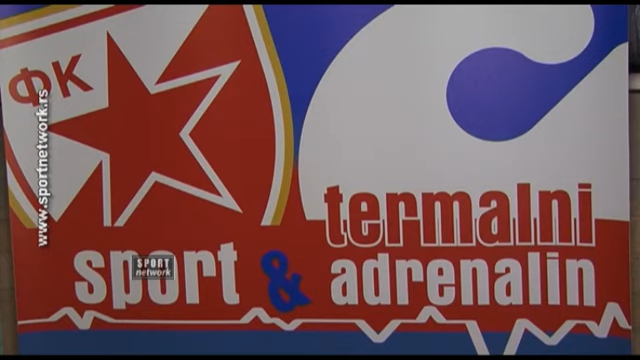 ФК
www.sportnetwork.rs
termalni
sport & adrenalin
SPORT
network